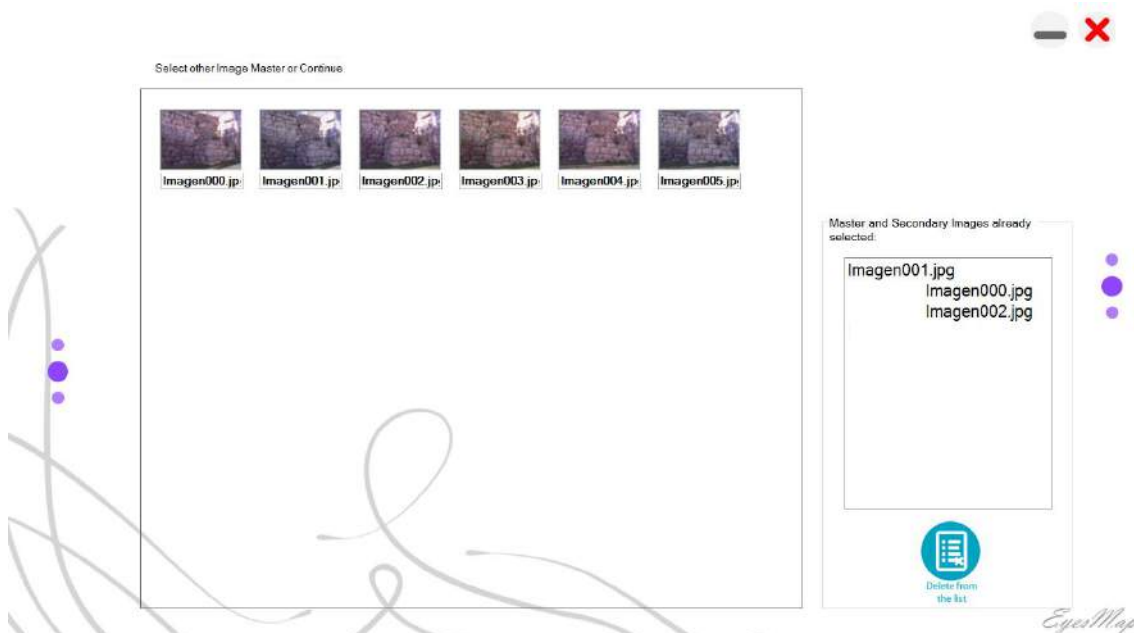 Select other Image Master or Continue
Imagen000.jp
Imagen001.jp
Imagen002.jp
Imagen003.jp
Imagen004.jp
Imagen005.jp
Master and Secondary Images already
selected:
Imagen001.jpg
Imagen000.jpg
Imagen002.jpg
Delete from
the list
EyesMap